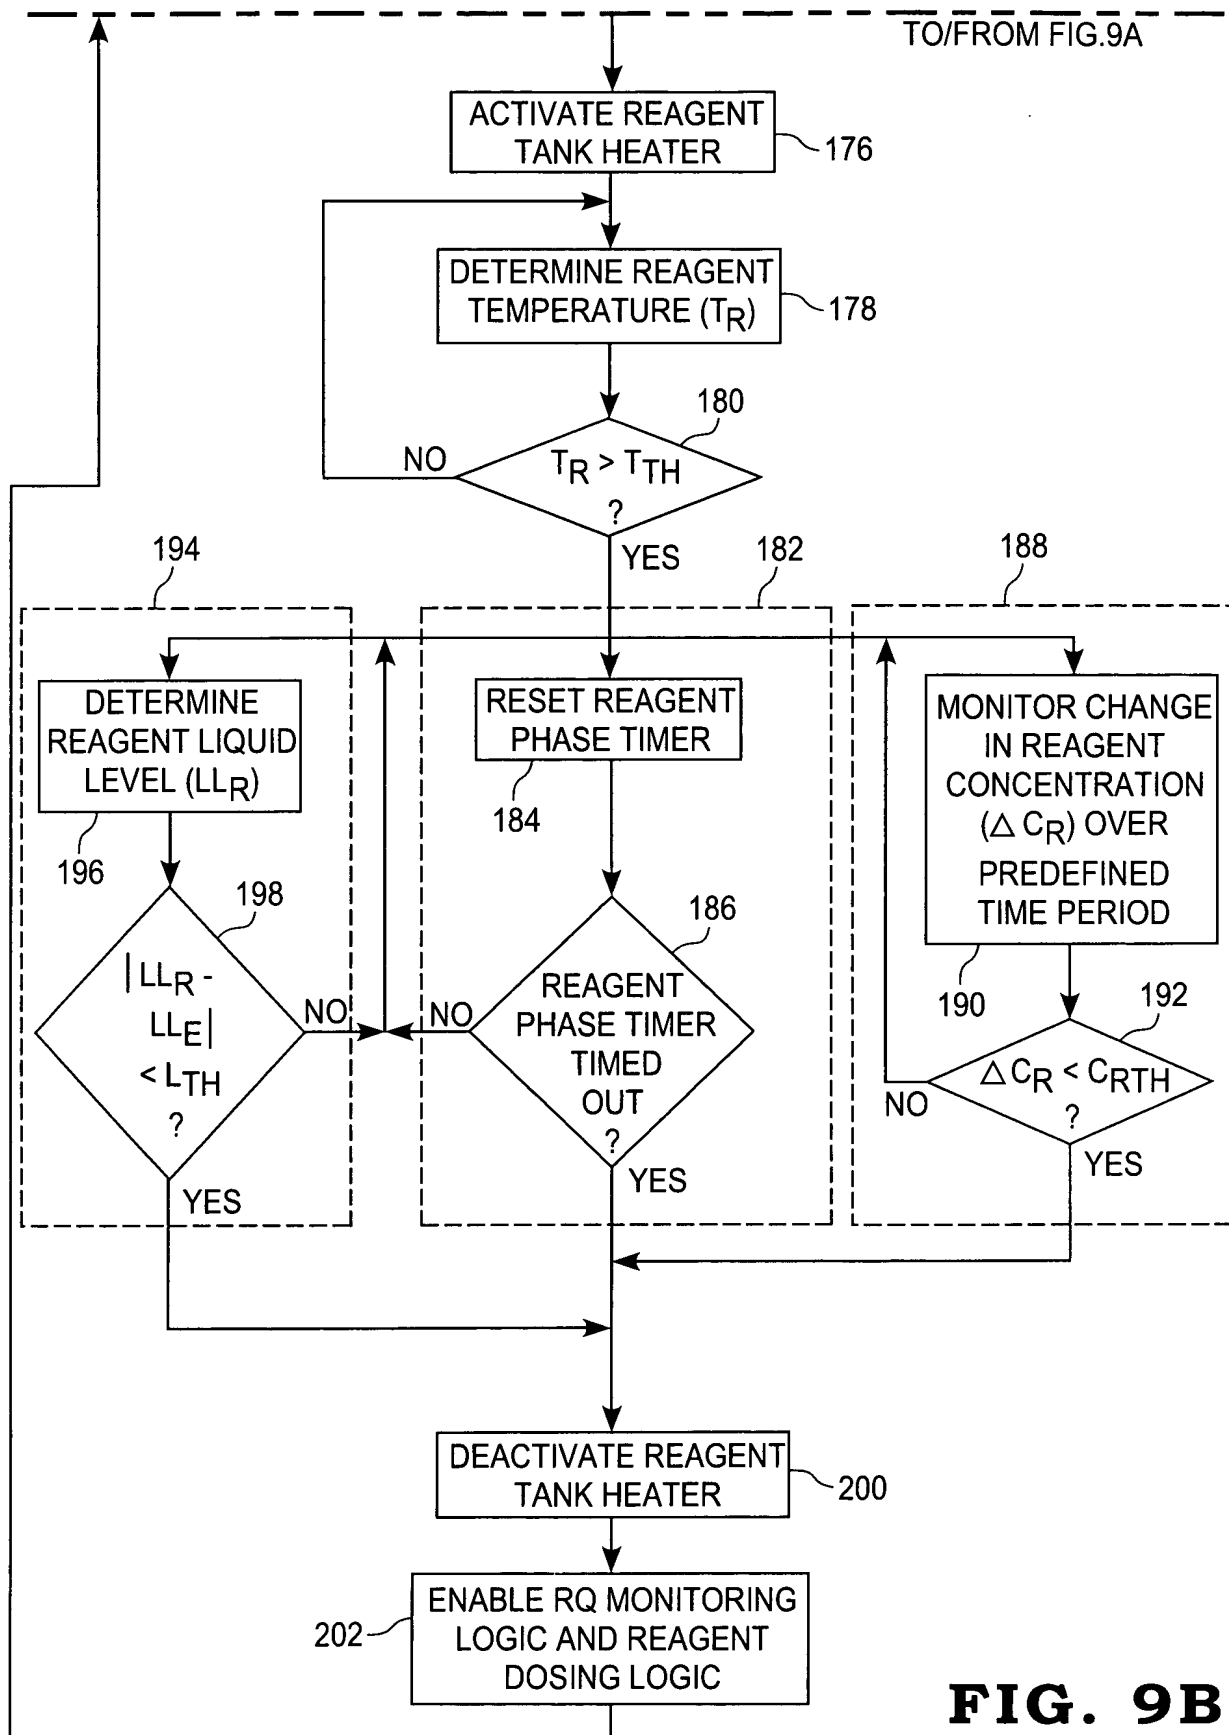 TO/FROM FIG.9A
ACTIVATE REAGENT
TANK HEATER
176
DETERMINE REAGENT
TEMPERATURE (TR)
178
180
NO
TR > TTH
?
YES
194
182
188
DETERMINE
REAGENT LIQUID
LEVEL (LLR)
196
RESET REAGENT
PHASE TIMER
184
MONITOR CHANGE
IN REAGENT
CONCENTRATION
(△ CR) OVER
PREDEFINED
TIME PERIOD
190
198
|LLR -
LLE|
< LTH
?
NO
YES
186
NO
REAGENT
PHASE TIMER
TIMED
OUT
?
YES
192
△ CR < CRTH
?
NO
YES
DEACTIVATE REAGENT
TANK HEATER
200
ENABLE RQ MONITORING
LOGIC AND REAGENT
DOSING LOGIC
202
FIG. 9B